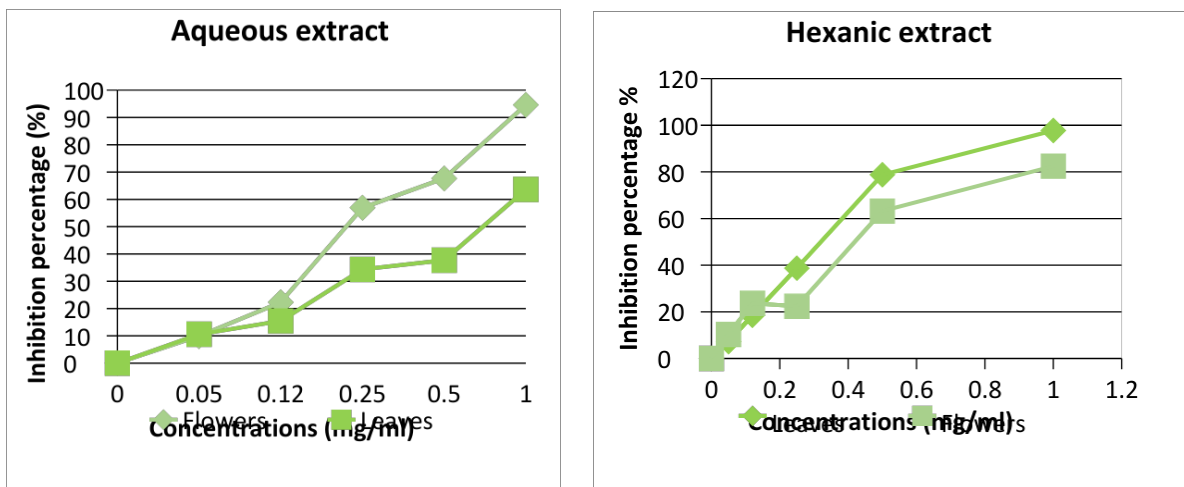 Aqueous extract
Inhibition percentage (%)
100
90
80
70
60
50
40
30
20
10
0
0 0.05 0.12 0.25 0.5 1
Concentrations (mg/ml)
Flowers Leaves
Hexanic extract
Inhibition percentage %
120
100
80
60
40
20
0
0 0.2 0.4 0.6 0.8 1 1.2
Concentrations (mg/ml)
Leaves Flowers